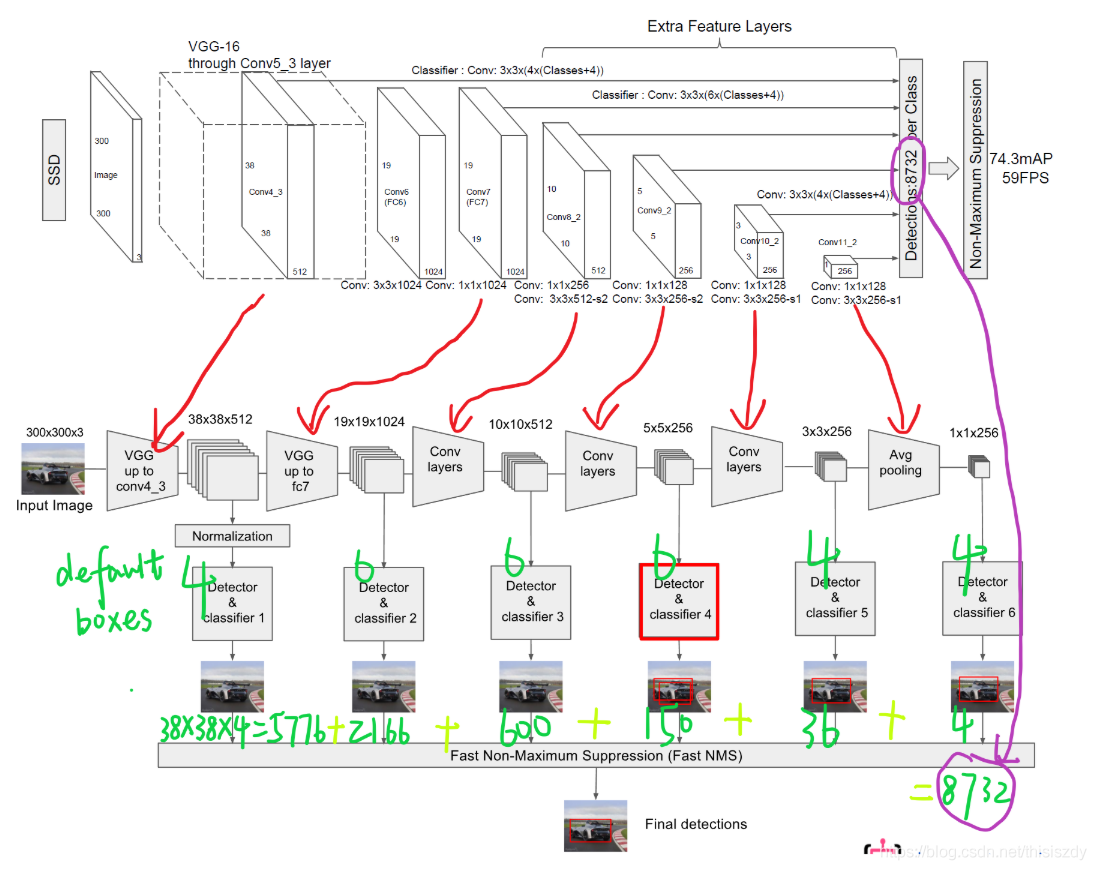 Extra Feature Layers
VGG-16
through Conv5_3 layer
Classifier : Conv: 3x3x(4x(Classes+4))
Classifier : Conv: 3x3x(6x(Classes+4))
SSD
300
Image
300
3
38
Conv4_3
38
512
19
Conv6
(FC6)
19
1024
19
Conv7
(FC7)
19
1024
10
Conv8_2
10
512
5
Conv9_2
5
256
Conv: 3x3x(4x(Classes+4))
3
Conv10_2
3
256
Conv11_2
1
256
Detections:8732 per Class
Non-Maximum Suppression
74.3mAP
59FPS
Conv: 3x3x1024
Conv: 1x1x1024
Conv: 1x1x256
Conv: 3x3x512-s2
Conv: 1x1x128
Conv: 3x3x256-s2
Conv: 1x1x128
Conv: 3x3x256-s1
Conv: 1x1x128
Conv: 3x3x256-s1
300x300x3
38x38x512
19x19x1024
10x10x512
5x5x256
3x3x256
1x1x256
Input Image
VGG
up to
conv4_3
VGG
up to
fc7
Conv
layers
Conv
layers
Conv
layers
Avg
pooling
Normalization
default
boxes
4
6
6
6
4
4
Detector
&
classifier 1
Detector
&
classifier 2
Detector
&
classifier 3
Detector
&
classifier 4
Detector
&
classifier 5
Detector
&
classifier 6
38×38×4=5776 + 2166 + 600 + 150 + 36 + 4
Fast Non-Maximum Suppression (Fast NMS)
= 8732
Final detections
https://blog.csdn.net/thisiszdy